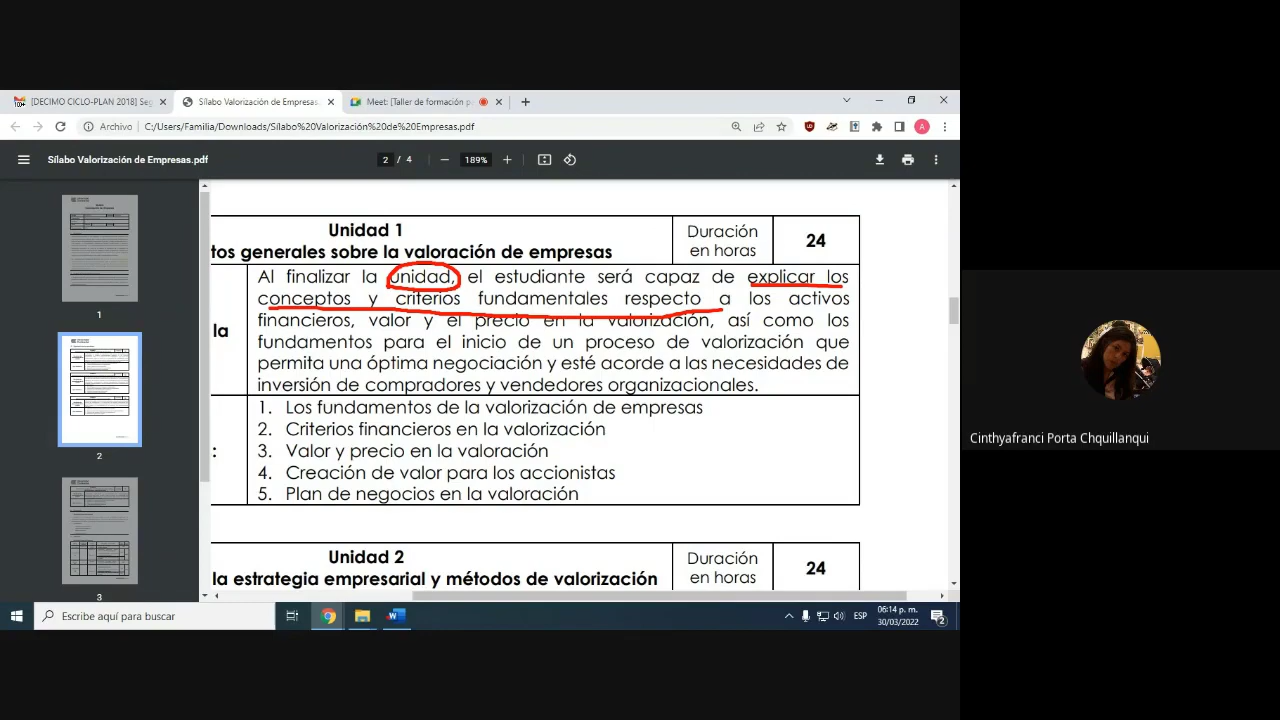 [DECIMO CICLO-PLAN 2018] Seg
Sílabo Valorización de Empresas.
Meet: [Taller de formación p
Archivo
C:/Users/Familia/Downloads/Sílabo%20Valorización%20de%20Empresas.pdf
A
Sílabo Valorización de Empresas.pdf
2 / 4
189%
Unidad 1
tos generales sobre la valoración de empresas
Duración
en horas
24
la
Al finalizar la unidad, el estudiante será capaz de explicar los
conceptos y criterios fundamentales respecto a los activos
financieros, valor y el precio en la valorización, así como los
fundamentos para el inicio de un proceso de valorización que
permita una óptima negociación y esté acorde a las necesidades de
inversión de compradores y vendedores organizacionales.
:
1. Los fundamentos de la valorización de empresas
2. Criterios financieros en la valorización
3. Valor y precio en la valoración
4. Creación de valor para los accionistas
5. Plan de negocios en la valoración
Unidad 2
la estrategia empresarial y métodos de valorización
Duración
en horas
24
1
2
3
Cinthyafranci Porta Chquillanqui
Escribe aquí para buscar
ESP
06:14 p. m.
30/03/2022
2